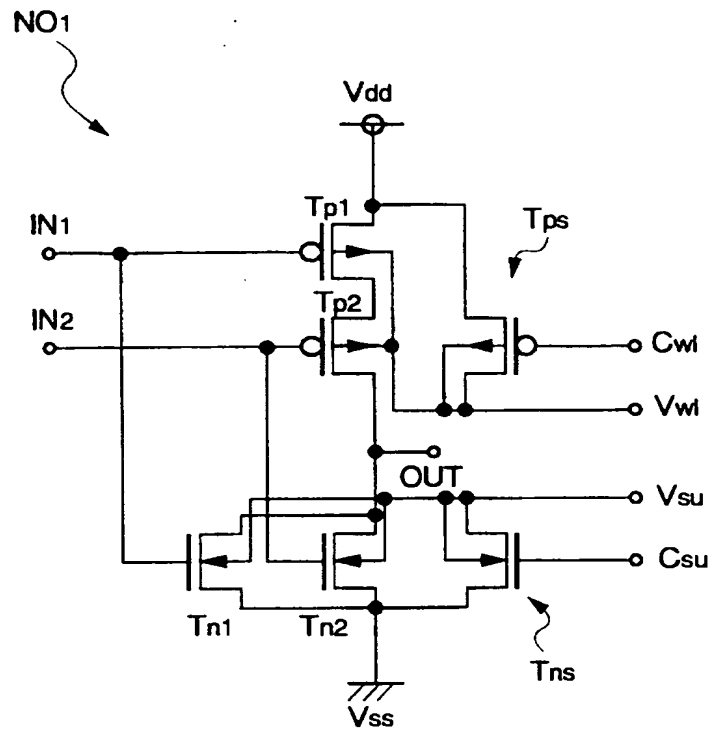 NO1
Vdd
Tp1
IN1
Tps
Tp2
IN2
Cwl
Vwl
OUT
Vsu
Csu
Tn1
Tn2
Tns
Vss